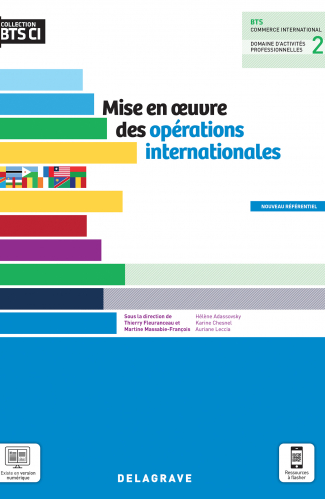 COLLECTION
BTS CI
BTS
COMMERCE INTERNATIONAL
DOMAINE D'ACTIVITÉS
PROFESSIONNELLES 2
Mise en œuvre
des opérations
internationales
NOUVEAU RÉFÉRENTIEL
Sous la direction de
Thierry Fleuranceau et
Martine Massabie-François
Hélène Adassovsky
Karine Chesnel
Auriane Leccia
Existe en version
numérique
DELAGRAVE
Ressources
à flasher